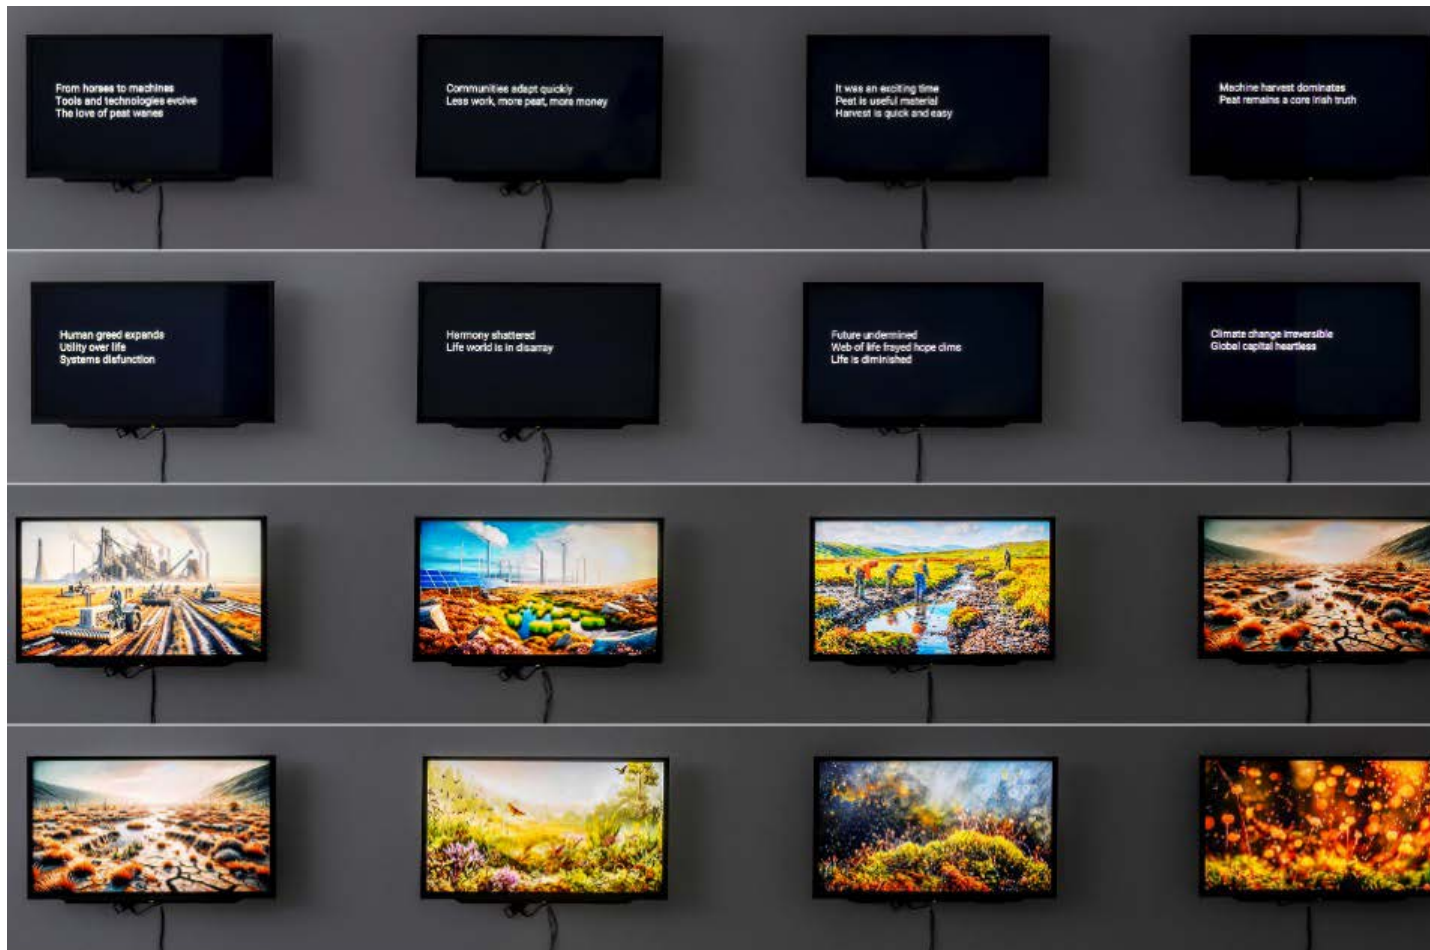 From horses to machines
Tools and technologies evolve
The love of peat wanes
Communities adapt quickly
Less work, more peat, more money
It was an exciting time
Peat is useful material
Harvest is quick and easy
Machine harvest dominates
Peat remains a core Irish truth
Human greed expands
Utility over life
Systems disfunction
Harmony shattered
Life world is in disarray
Future undermined
Web of life frayed hope dims
Life is diminished
Climate change irreversible
Global capital heartless